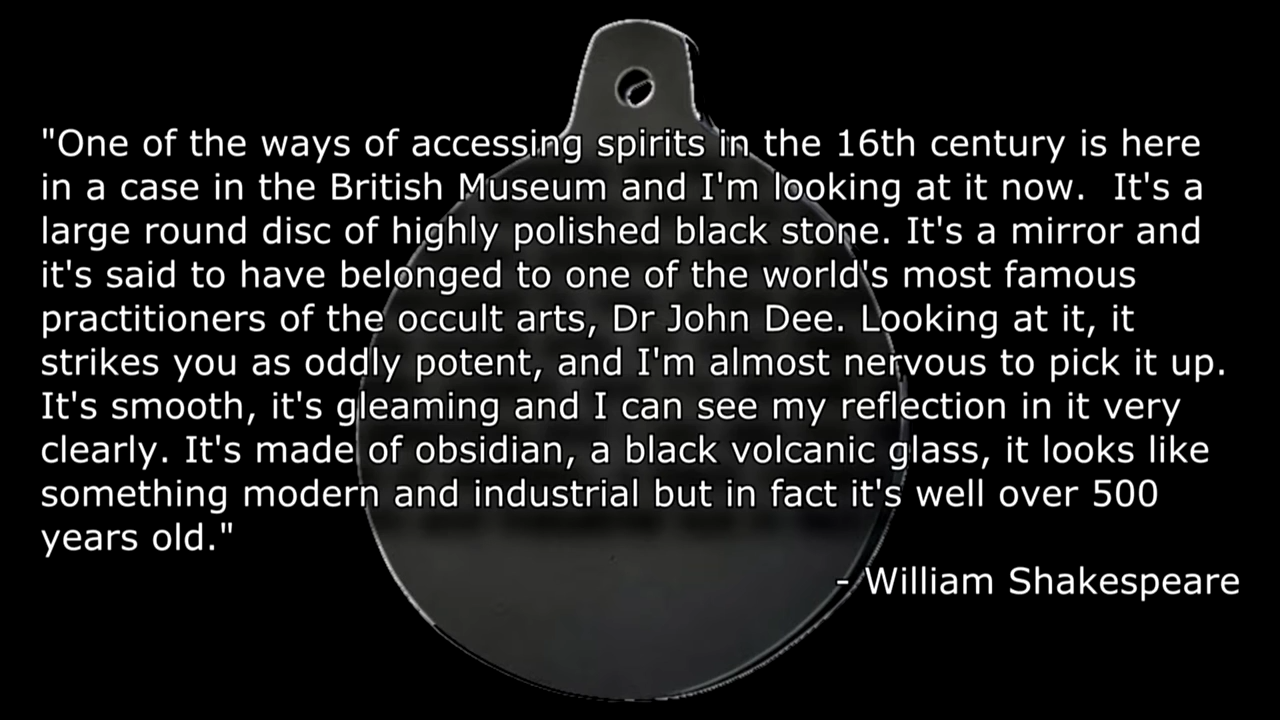 "One of the ways of accessing spirits in the 16th century is here
in a case in the British Museum and I'm looking at it now.  It's a
large round disc of highly polished black stone. It's a mirror and
it's said to have belonged to one of the world's most famous
practitioners of the occult arts, Dr John Dee. Looking at it, it
strikes you as oddly potent, and I'm almost nervous to pick it up.
It's smooth, it's gleaming and I can see my reflection in it very
clearly. It's made of obsidian, a black volcanic glass, it looks like
something modern and industrial but in fact it's well over 500
years old."
- William Shakespeare